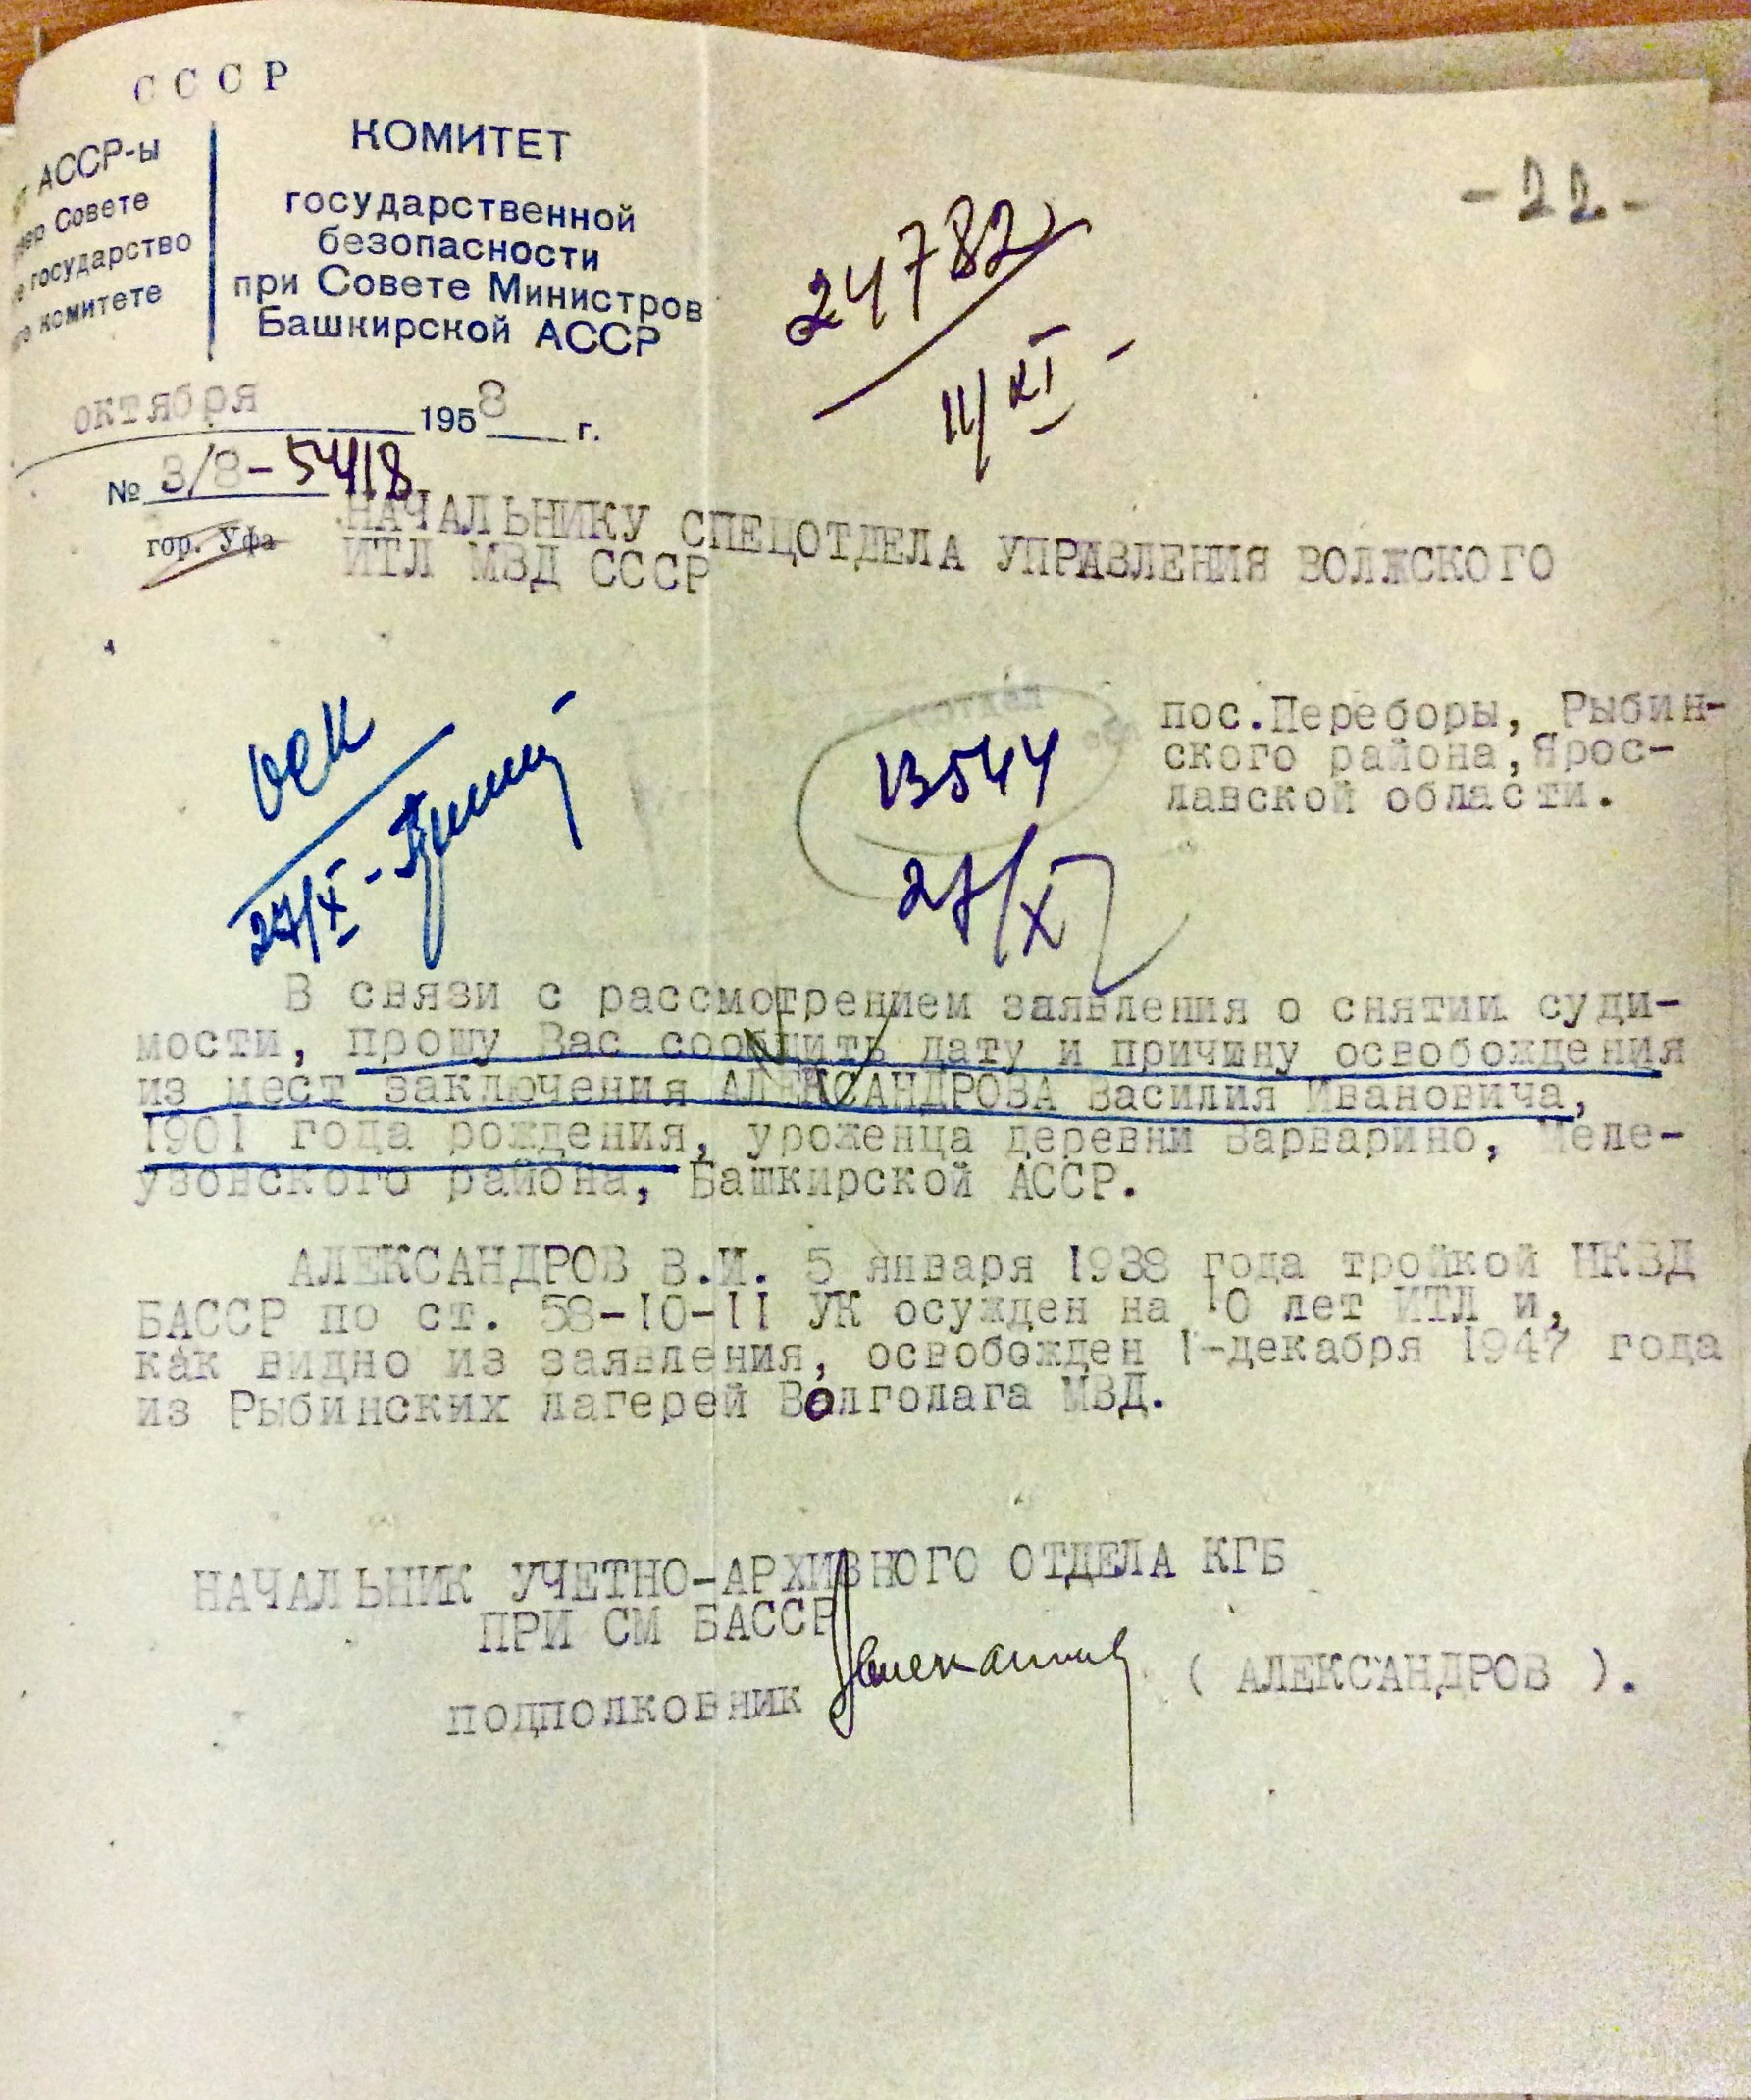 СССР
АССР-ы
Совете
государство
комитете
КОМИТЕТ
государственной
безопасности
при Совете Министров
Башкирской АССР
-22-
24782
11/XI-
октября 1958 г.
№ 3/8-5418
гор. Уфа
НАЧАЛЬНИКУ СПЕЦОТДЕЛА УПРАВЛЕНИЯ ВОЛЖСКОГО
ИТЛ МВД СССР
пос.Переборы, Рыбин-
ского района, Ярос-
лавской области.
13544
27/X
27/X-
В связи с рассмотрением заявления о снятии суди-
мости, прошу Вас сообщить дату и причину освобождения
из мест заключения АЛЕКСАНДРОВА Василия Ивановича,
1901 года рождения, уроженца деревни Варварино, Меле-
узовского района, Башкирской АССР.
АЛЕКСАНДРОВ В.И. 5 января 1938 года тройкой НКВД
БАССР по ст. 58-10-11 УК осужден на 10 лет ИТЛ и,
как видно из заявления, освобожден 1-декабря 1947 года
из Рыбинских лагерей Волголага МВД.
НАЧАЛЬНИК УЧЕТНО-АРХИВНОГО ОТДЕЛА КГБ
ПРИ СМ БАССР
подполковник
( АЛЕКСАНДРОВ ).